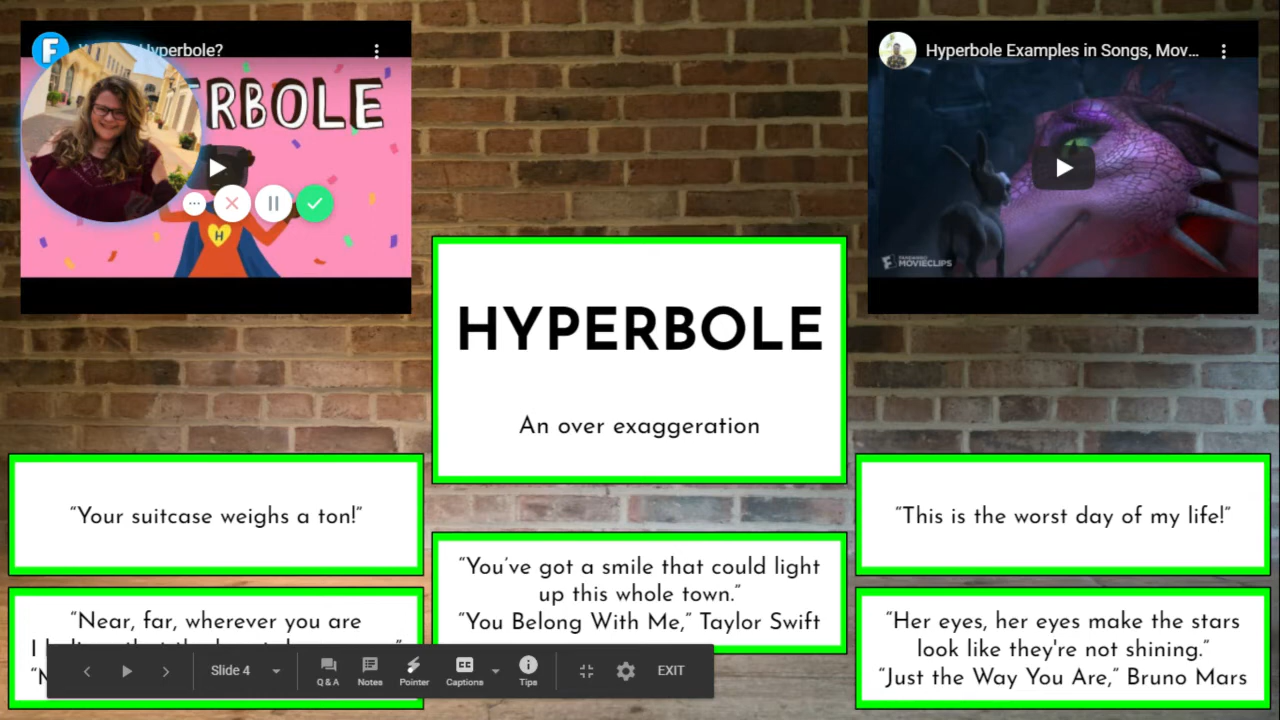 Hyperbole?
ERBOLE
H
Hyperbole Examples in Songs, Mov...
FANDANGO
MOVIECLIPS
HYPERBOLE
An over exaggeration
“Your suitcase weighs a ton!”
“This is the worst day of my life!”
“You’ve got a smile that could light
up this whole town.”
“You Belong With Me,” Taylor Swift
“Near, far, wherever you are
I
“Her eyes, her eyes make the stars
look like they're not shining.”
“Just the Way You Are,” Bruno Mars
Slide 4
Q & A
Notes
Pointer
CC
Captions
Tips
EXIT